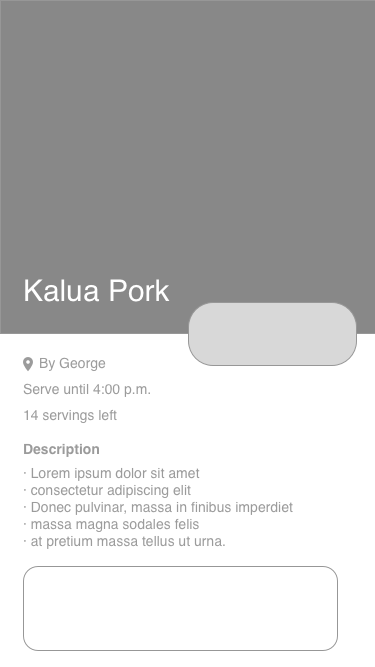 Kalua Pork
By George
Serve until 4:00 p.m.
14 servings left
Description
· Lorem ipsum dolor sit amet
· consectetur adipiscing elit
· Donec pulvinar, massa in finibus imperdiet
· massa magna sodales felis
· at pretium massa tellus ut urna.